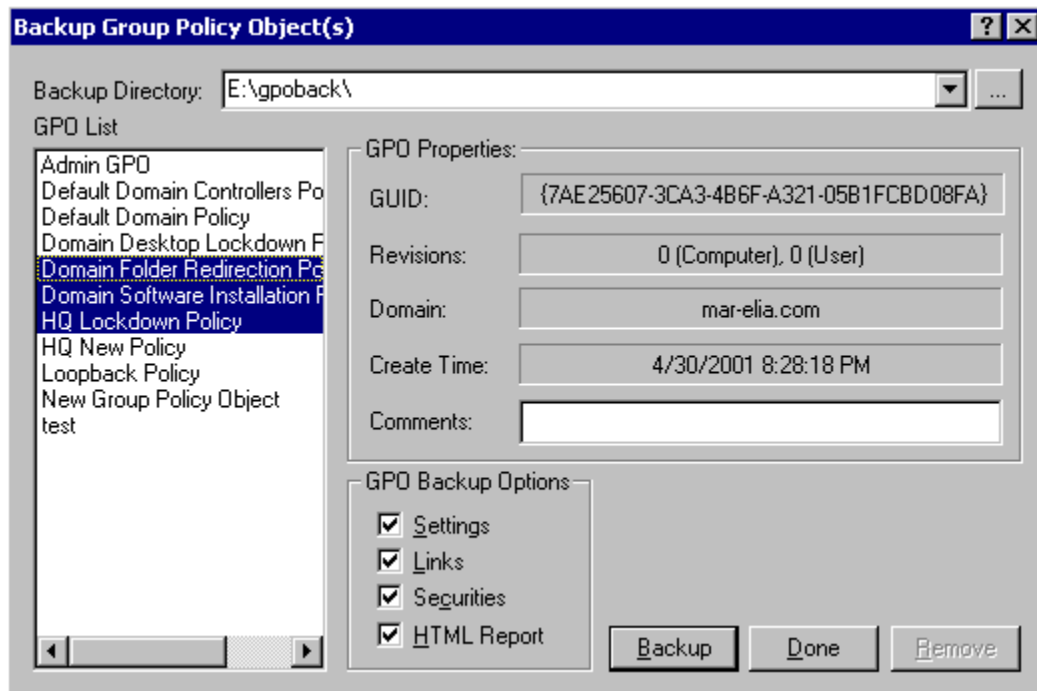 Backup Group Policy Object(s)
Backup Directory: E:\gpoback\ ...
GPO List
Admin GPO
Default Domain Controllers Po
Default Domain Policy
Domain Desktop Lockdown P
Domain Folder Redirection Po
Domain Software Installation P
HQ Lockdown Policy
HQ New Policy
Loopback Policy
New Group Policy Object
test
GPO Properties:
GUID: {7AE25607-3CA3-4B6F-A321-05B1FCBD08FA}
Revisions: 0 (Computer), 0 (User)
Domain: mar-elia.com
Create Time: 4/30/2001 8:28:18 PM
Comments:
GPO Backup Options
Settings
Links
Securities
HTML Report
Backup Done Remove